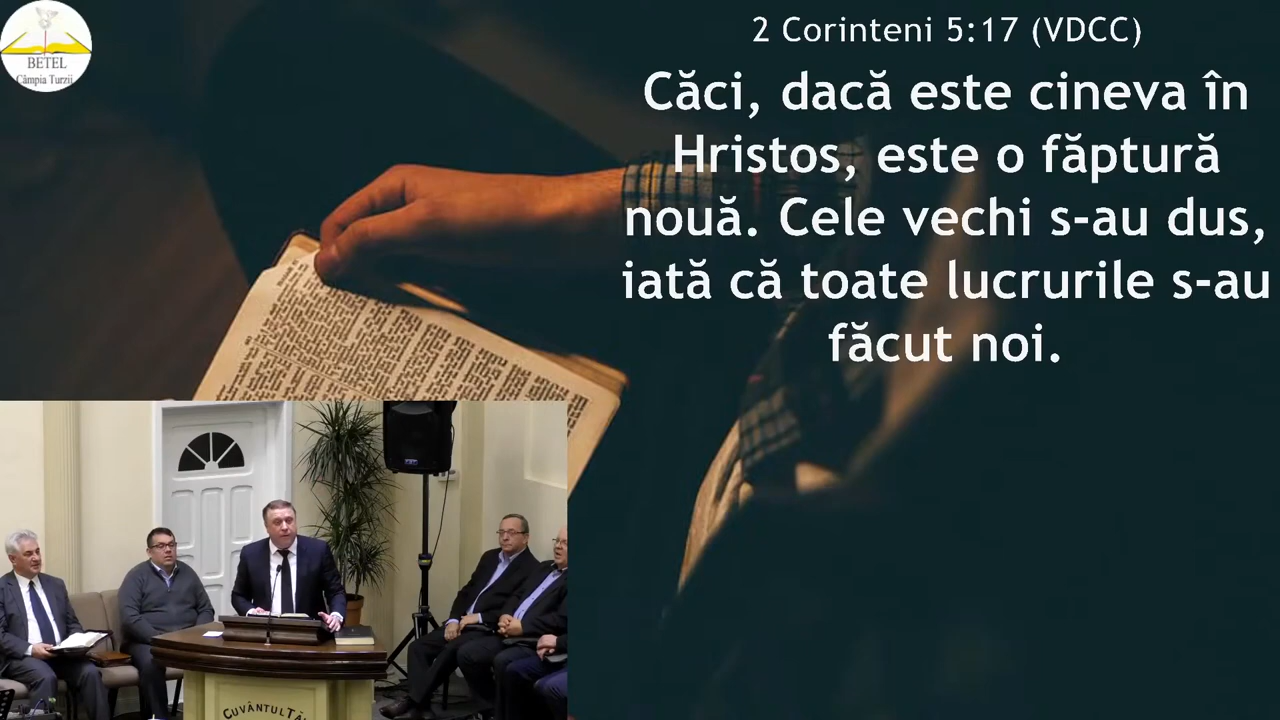 BETEL
Câmpia Turzii
2 Corinteni 5:17 (VDCC)
Căci, dacă este cineva în
Hristos, este o făptură
nouă. Cele vechi s-au dus,
iată că toate lucrurile s-au
făcut noi.
CUVÂNTUL